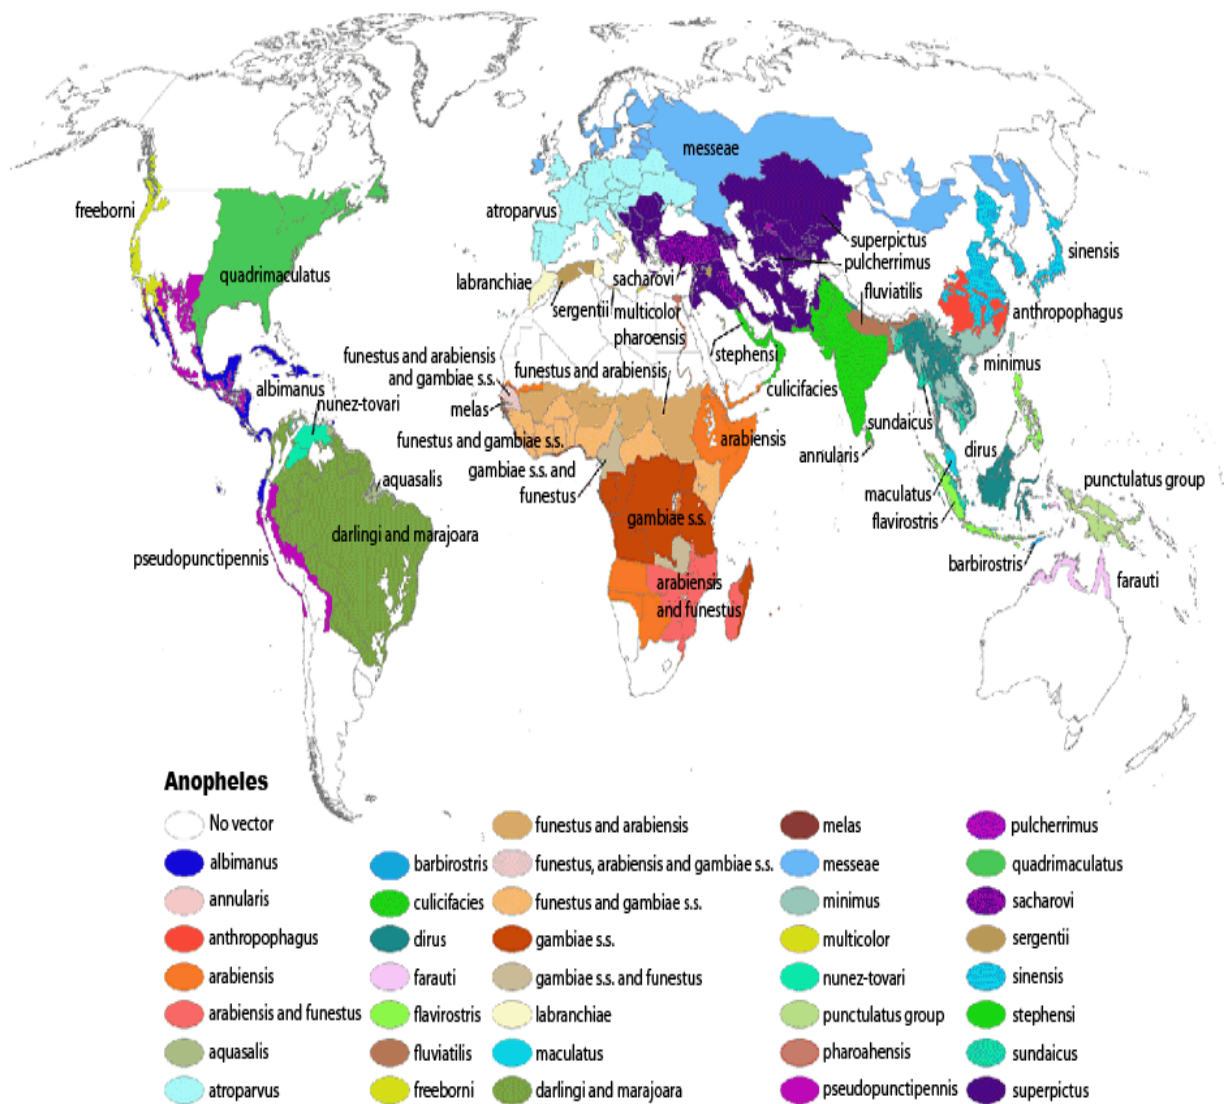 messeae
freeborni
atroparvus
superpictus
sinensis
pulcherrimus
quadrimaculatus
labranchiae
sacharovi
fluviatilis
sergentii
multicolor
anthropophagus
pharoensis
stephensi
minimus
funestus and arabiensis
and gambiae s.s.
funestus and arabiensis
albimanus
culicifacies
nunez-tovari
melas
sundaicus
funestus and gambiae s.s.
arabiensis
annularis
dirus
gambiae s.s. and
funestus
aquasalis
punctulatus group
maculatus
flavirostris
gambiae s.s.
darlingi and marajoara
pseudopunctipennis
barbirostris
farauti
arabiensis
and funestus
Anopheles
No vector
albimanus
annularis
anthropophagus
arabiensis
arabiensis and funestus
aquasalis
atroparvus
barbirostris
culicifacies
dirus
farauti
flavirostris
fluviatilis
freeborni
funestus and arabiensis
funestus, arabiensis and gambiae s.s.
funestus and gambiae s.s.
gambiae s.s.
gambiae s.s. and funestus
labranchiae
maculatus
darlingi and marajoara
melas
messeae
minimus
multicolor
nunez-tovari
punctulatus group
pharoahensis
pseudopunctipennis
pulcherrimus
quadrimaculatus
sacharovi
sergentii
sinensis
stephensi
sundaicus
superpictus